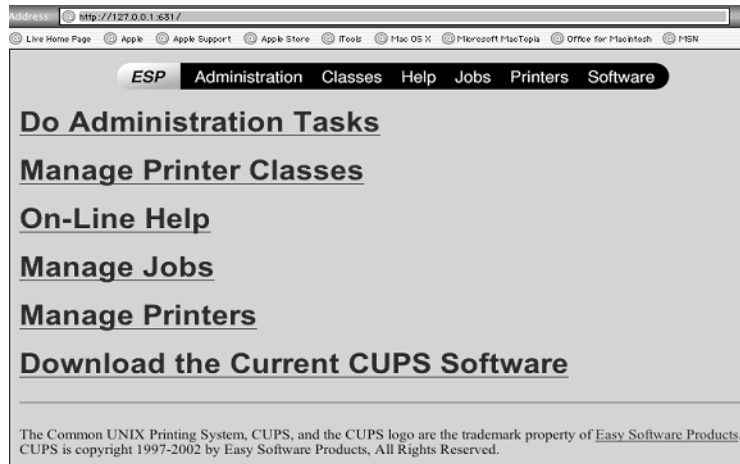 Address: http://127.0.0.1:631/
Live Home Page Apple Apple Support Apple Store iTools Mac OS X Microsoft MacTopia Office for Macintosh MSN
ESP Administration Classes Help Jobs Printers Software
Do Administration Tasks
Manage Printer Classes
On-Line Help
Manage Jobs
Manage Printers
Download the Current CUPS Software
The Common UNIX Printing System, CUPS, and the CUPS logo are the trademark property of Easy Software Products.
CUPS is copyright 1997-2002 by Easy Software Products, All Rights Reserved.